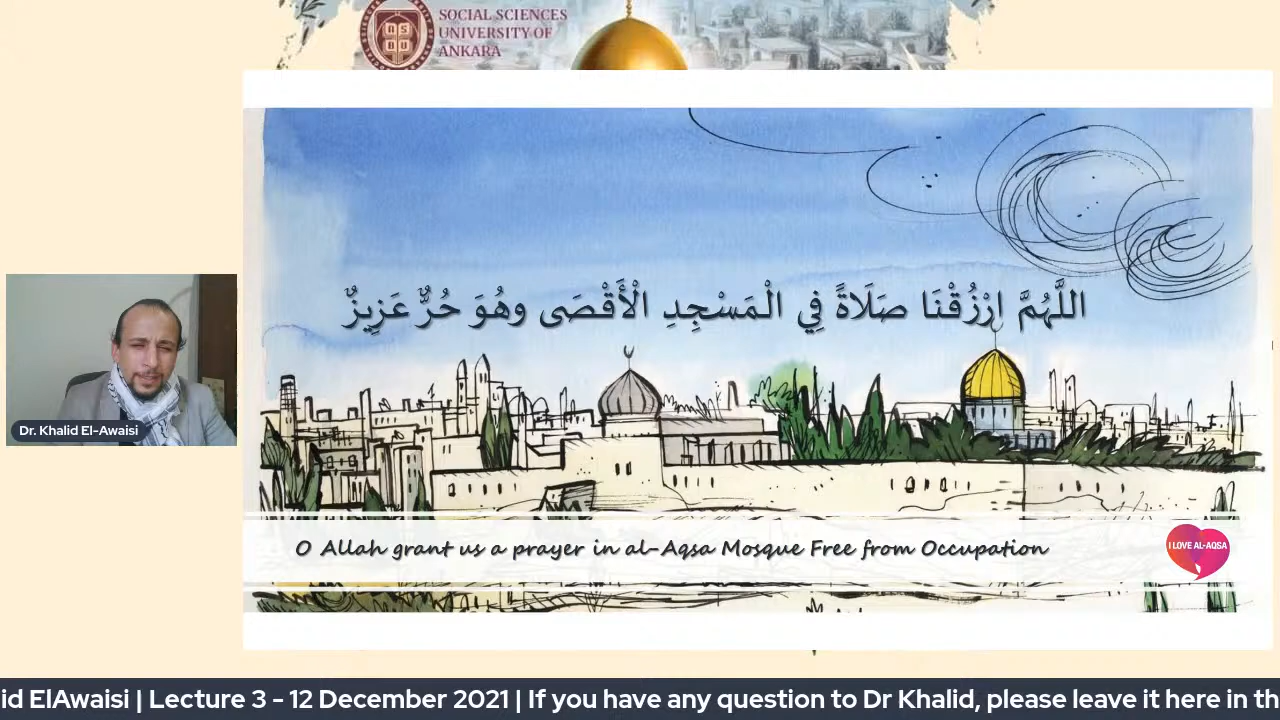 SOCIAL SCIENCES
UNIVERSITY OF
ANKARA
اللَّهُمَّ ارْزُقْنَا صَلَاةً فِي الْمَسْجِدِ الْأَقْصَى وهُوَ حُرٌّ عَزِيزٌ
Dr. Khalid El-Awaisi
O Allah grant us a prayer in al-Aqsa Mosque Free from Occupation
I LOVE AL-AQSA
id ElAwaisi | Lecture 3 - 12 December 2021 | If you have any question to Dr Khalid, please leave it here in th